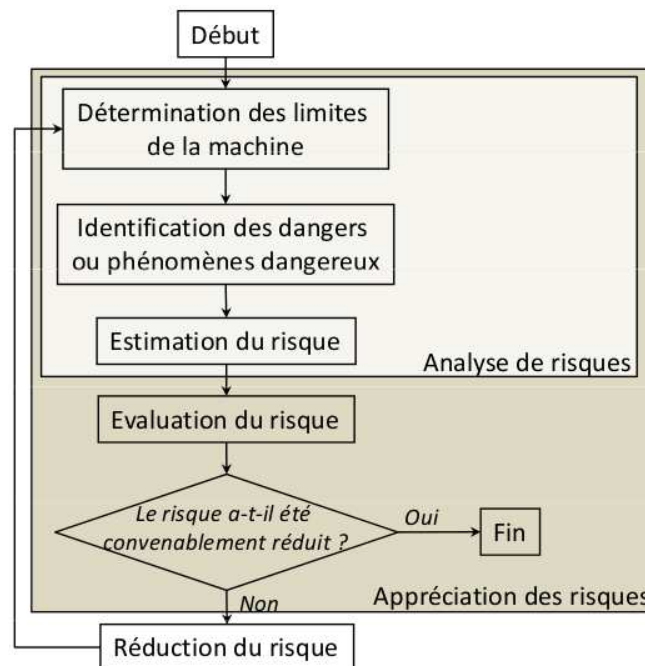 Début
Détermination des limites
de la machine
Identification des dangers
ou phénomènes dangereux
Estimation du risque
Analyse de risques
Evaluation du risque
Le risque a-t-il été
convenablement réduit ?
Oui
Fin
Non
Appréciation des risques
Réduction du risque